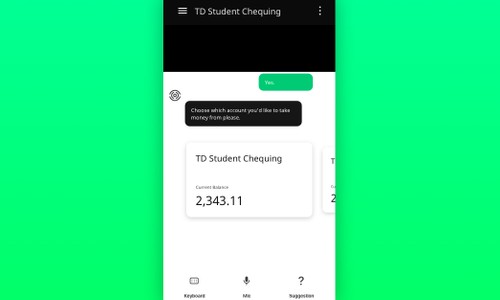 TD Student Chequing
Yes.
Choose which account you'd like to take
money from please.
TD Student Chequing
Current Balance
2,343.11
T
2
Keyboard
Mic
Suggestion